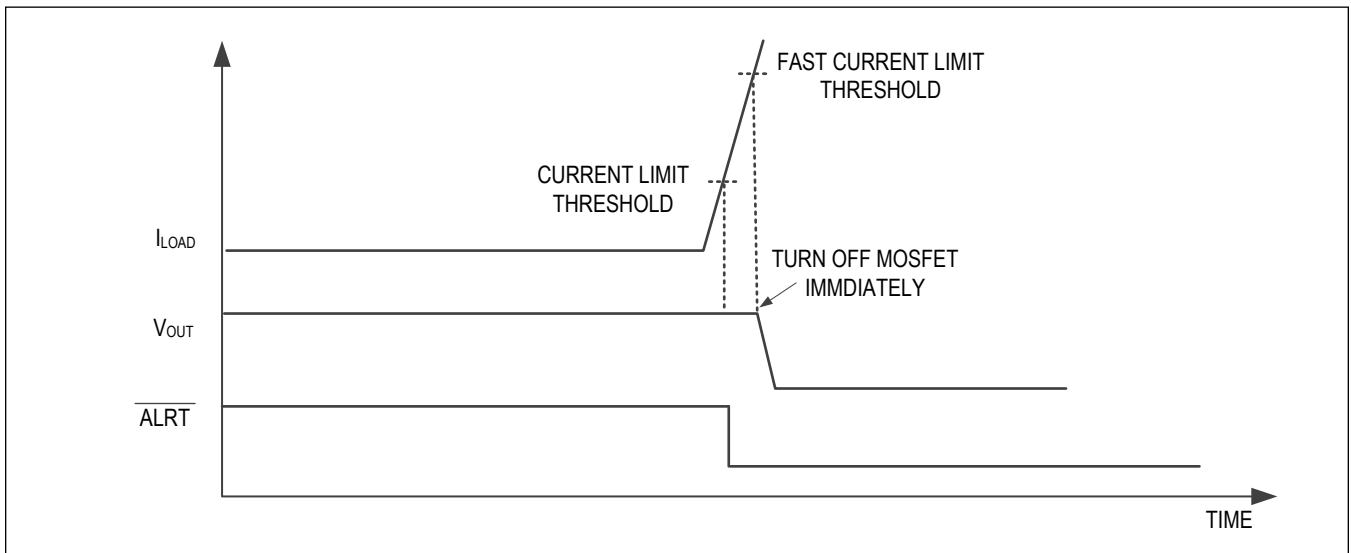 FAST CURRENT LIMIT
THRESHOLD
CURRENT LIMIT
THRESHOLD
ILOAD
TURN OFF MOSFET
IMMDIATELY
VOUT
ALRT
TIME